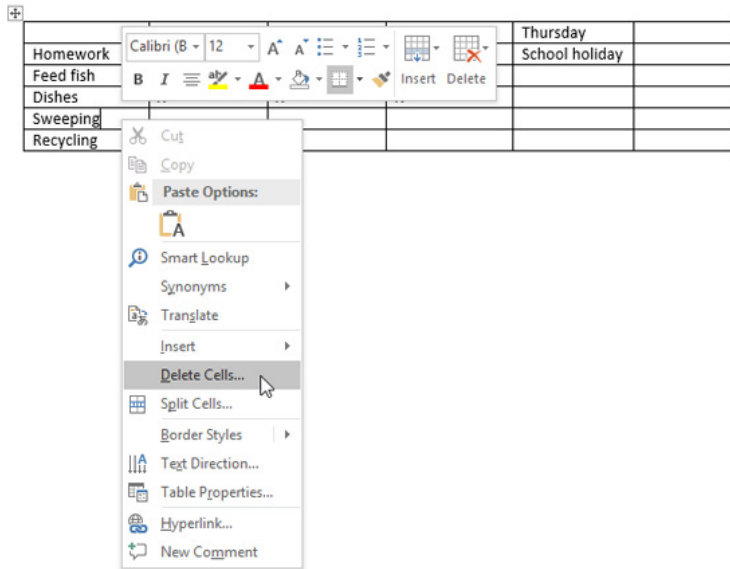 Thursday
Homework
School holiday
Feed fish
Dishes
Sweeping
Recycling
Calibri (B 12 A A
B I ab A Insert Delete
Cut
Copy
Paste Options:
A
Smart Lookup
Synonyms
Translate
Insert
Delete Cells...
Split Cells...
Border Styles
Text Direction...
Table Properties...
Hyperlink...
New Comment